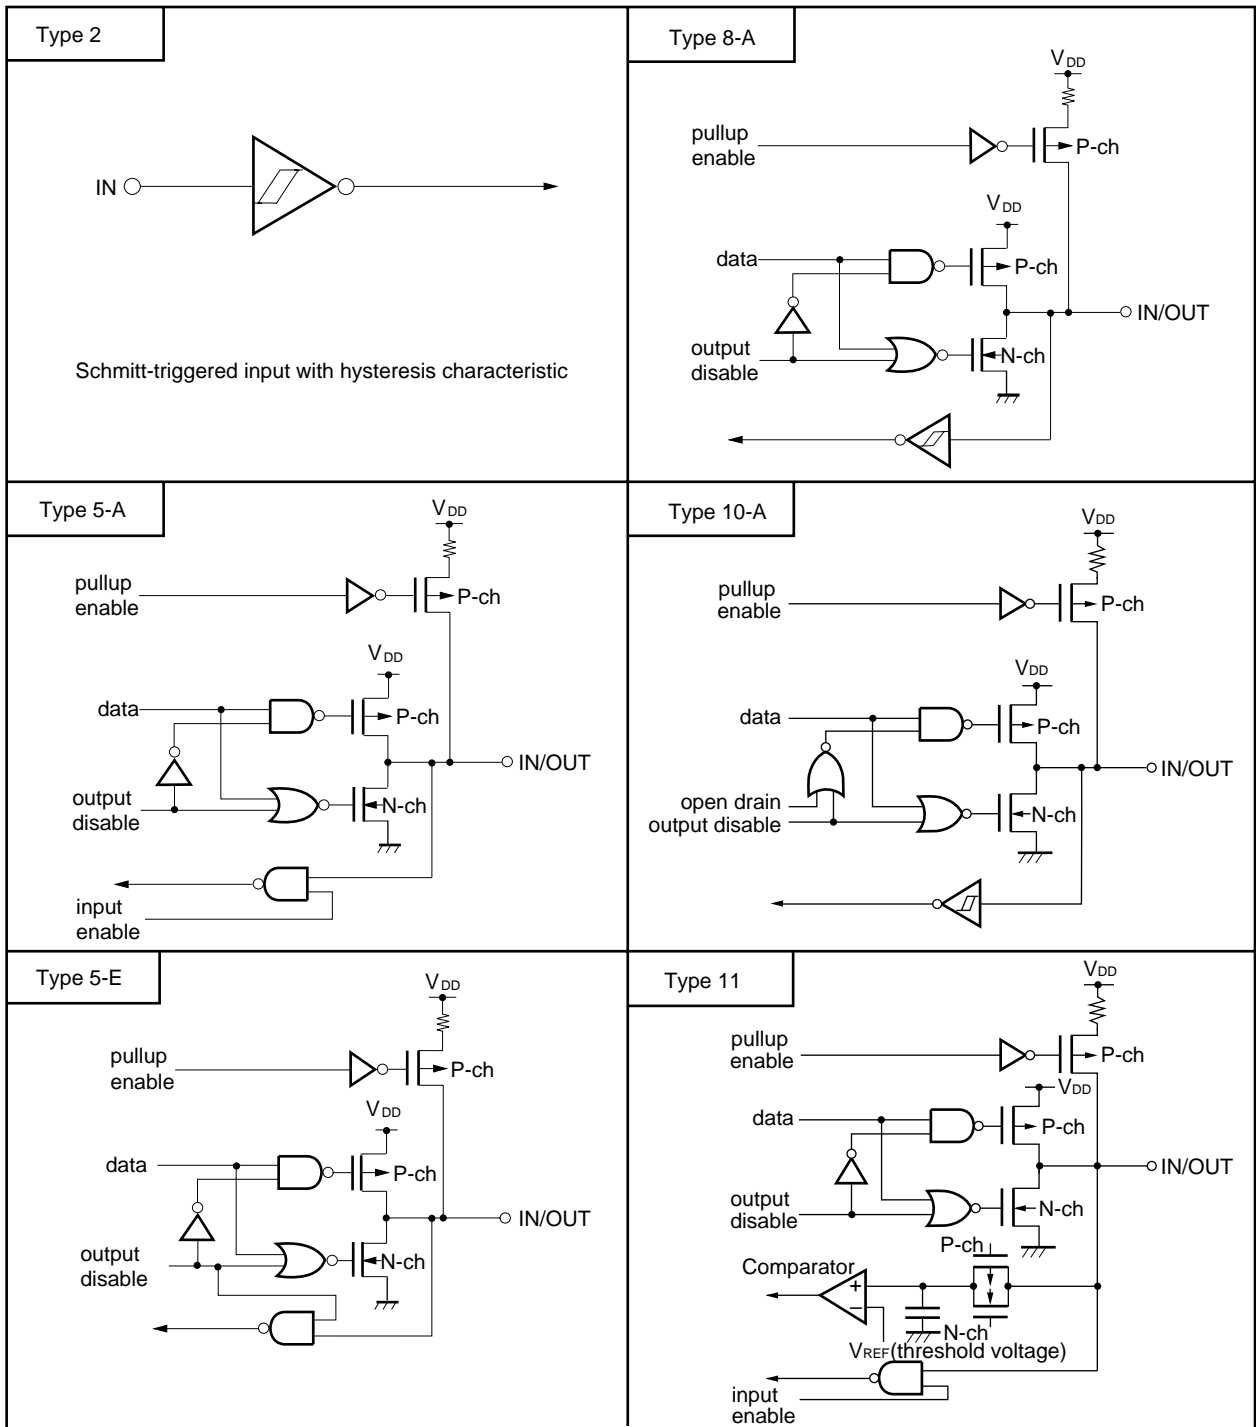 Type 2
IN
Schmitt-triggered input with hysteresis characteristic
Type 8-A
VDD
pullup
enable
P-ch
VDD
data
P-ch
IN/OUT
output
disable
N-ch
Type 5-A
VDD
pullup
enable
P-ch
VDD
data
P-ch
IN/OUT
output
disable
N-ch
input
enable
Type 10-A
VDD
pullup
enable
P-ch
VDD
data
P-ch
IN/OUT
open drain
output disable
N-ch
Type 5-E
VDD
pullup
enable
P-ch
VDD
data
P-ch
IN/OUT
output
disable
N-ch
Type 11
VDD
pullup
enable
P-ch
VDD
data
P-ch
IN/OUT
output
disable
N-ch
P-ch
Comparator
+
−
N-ch
VREF(threshold voltage)
input
enable